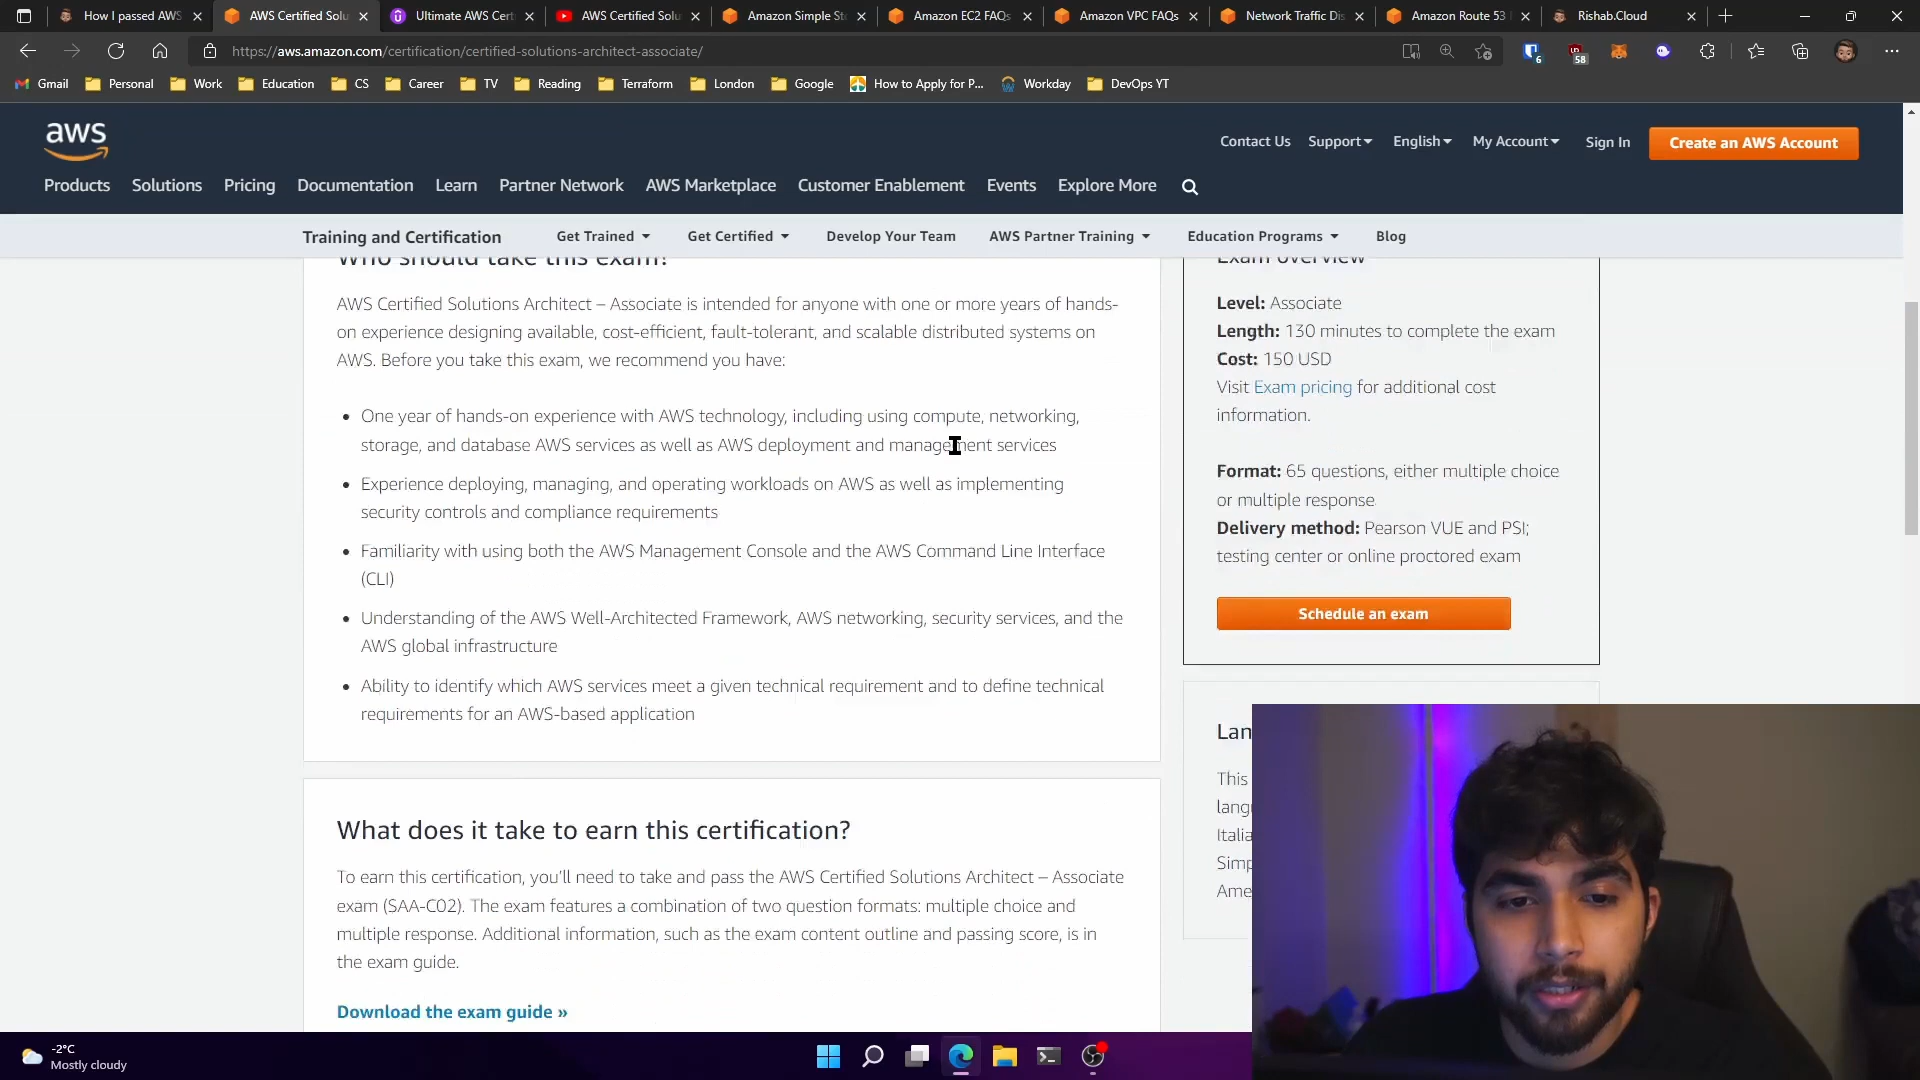 How I passed AWS
AWS Certified Solu
Ultimate AWS Cert
AWS Certified Solu
Amazon Simple St
Amazon EC2 FAQs
Amazon VPC FAQs
Network Traffic Dis
Amazon Route 53
Rishab.Cloud
https://aws.amazon.com/certification/certified-solutions-architect-associate/
6
58
Gmail
Personal
Work
Education
CS
Career
TV
Reading
Terraform
London
Google
How to Apply for P...
Workday
DevOps YT
aws
Contact Us
Support
English
My Account
Sign In
Create an AWS Account
Products
Solutions
Pricing
Documentation
Learn
Partner Network
AWS Marketplace
Customer Enablement
Events
Explore More
Training and Certification
Get Trained
Get Certified
Develop Your Team
AWS Partner Training
Education Programs
Blog
Who should take this exam?
AWS Certified Solutions Architect – Associate is intended for anyone with one or more years of hands-
on experience designing available, cost-efficient, fault-tolerant, and scalable distributed systems on
AWS. Before you take this exam, we recommend you have:
• One year of hands-on experience with AWS technology, including using compute, networking,
storage, and database AWS services as well as AWS deployment and management services
• Experience deploying, managing, and operating workloads on AWS as well as implementing
security controls and compliance requirements
• Familiarity with using both the AWS Management Console and the AWS Command Line Interface
(CLI)
• Understanding of the AWS Well-Architected Framework, AWS networking, security services, and the
AWS global infrastructure
• Ability to identify which AWS services meet a given technical requirement and to define technical
requirements for an AWS-based application
What does it take to earn this certification?
To earn this certification, you'll need to take and pass the AWS Certified Solutions Architect – Associate
exam (SAA-C02). The exam features a combination of two question formats: multiple choice and
multiple response. Additional information, such as the exam content outline and passing score, is in
the exam guide.
Download the exam guide »
Exam overview
Level: Associate
Length: 130 minutes to complete the exam
Cost: 150 USD
Visit Exam pricing for additional cost
information.
Format: 65 questions, either multiple choice
or multiple response
Delivery method: Pearson VUE and PSI;
testing center or online proctored exam
Schedule an exam
Lan
This
lang
Italia
Simp
Ame
-2°C
Mostly cloudy